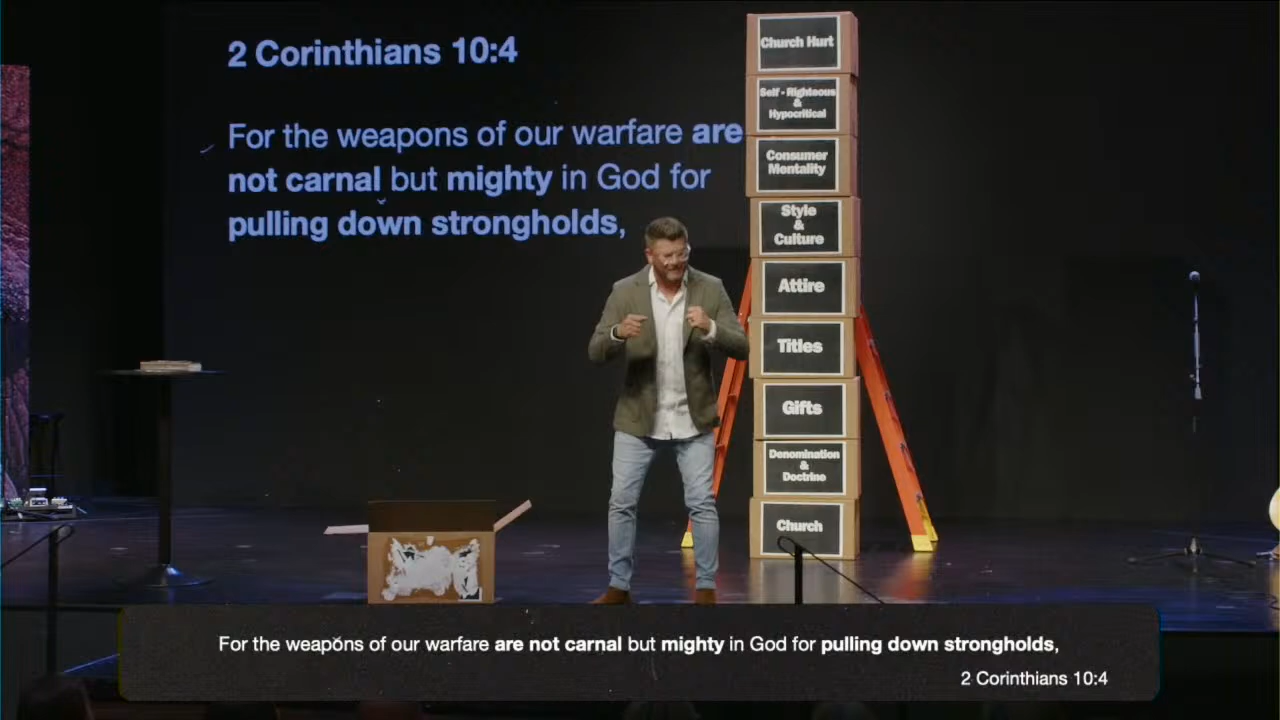 2 Corinthians 10:4
For the weapons of our warfare are
not carnal but mighty in God for
pulling down strongholds,
Church Hurt
Self - Righteous
&
Hypocritical
Consumer
Mentality
Style
&
Culture
Attire
Titles
Gifts
Denomination
&
Doctrine
Church
For the weapons of our warfare are not carnal but mighty in God for pulling down strongholds,
2 Corinthians 10:4